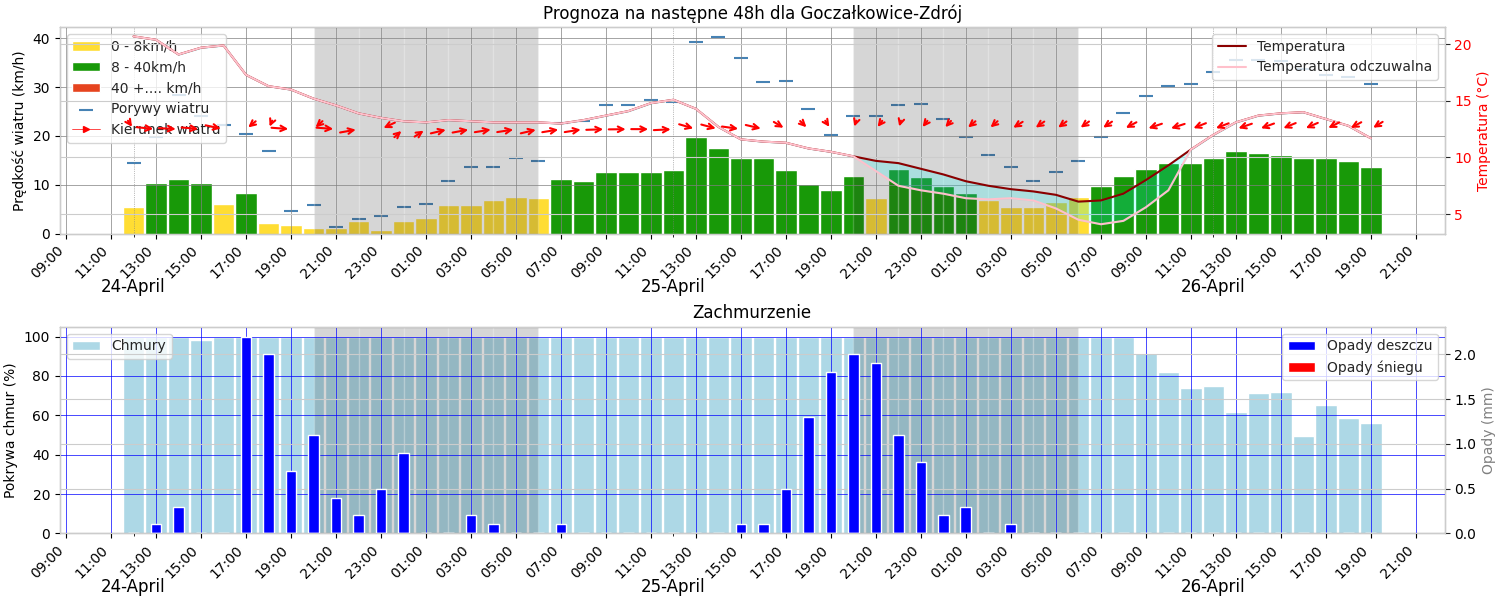 Prognoza na następne 48h dla Goczałkowice-Zdrój
Prędkość wiatru (km/h)
40
30
20
10
0
0 - 8km/h
8 - 40km/h
40 +.... km/h
Porywy wiatru
Kierunek wiatru
Temperatura
Temperatura odczuwalna
20
15
10
5
Temperatura (°C)
09:00 11:00 13:00 15:00 17:00 19:00 21:00 23:00 01:00 03:00 05:00 07:00 09:00 11:00 13:00 15:00 17:00 19:00 21:00 23:00 01:00 03:00 05:00 07:00 09:00 11:00 13:00 15:00 17:00 19:00 21:00
24-April 25-April 26-April
Zachmurzenie
Pokrywa chmur (%)
100
80
60
40
20
0
Chmury
Opady deszczu
Opady śniegu
2.0
1.5
1.0
0.5
0.0
Opady (mm)
09:00 11:00 13:00 15:00 17:00 19:00 21:00 23:00 01:00 03:00 05:00 07:00 09:00 11:00 13:00 15:00 17:00 19:00 21:00 23:00 01:00 03:00 05:00 07:00 09:00 11:00 13:00 15:00 17:00 19:00 21:00
24-April 25-April 26-April